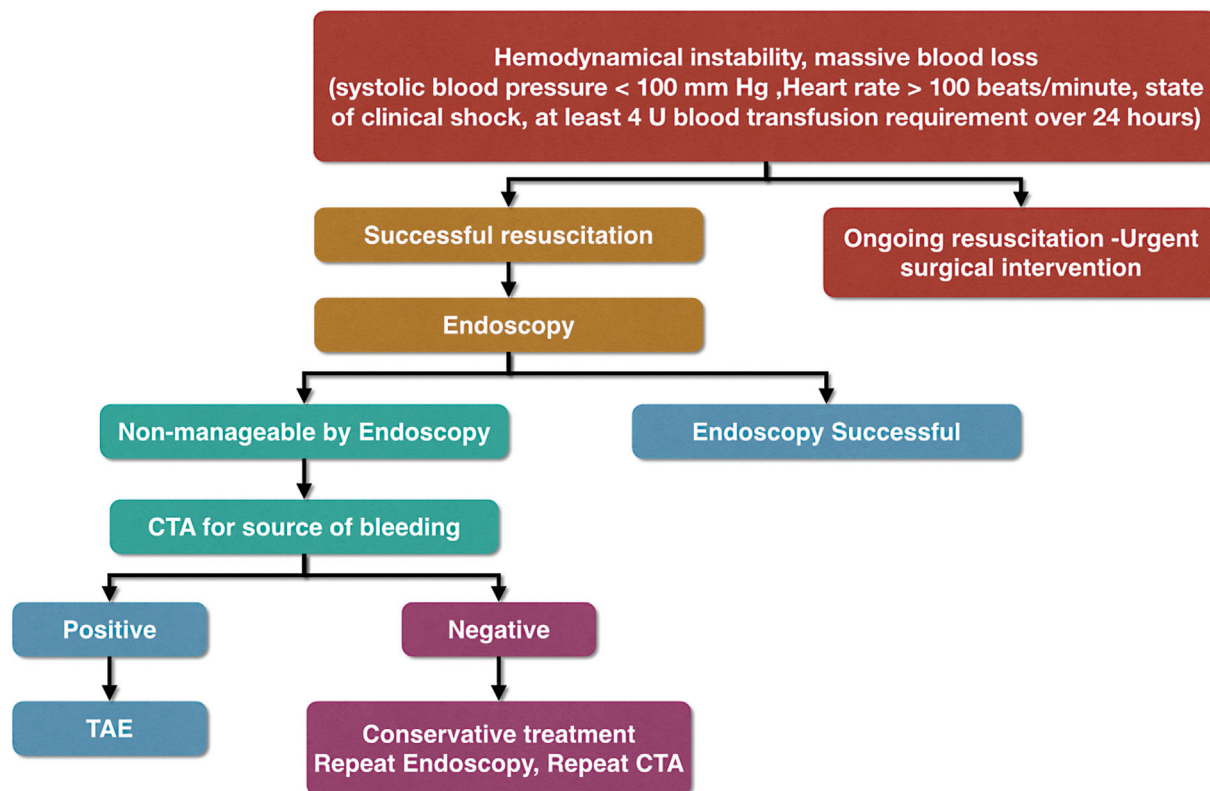 Hemodynamical instability, massive blood loss
(systolic blood pressure < 100 mm Hg ,Heart rate > 100 beats/minute, state
of clinical shock, at least 4 U blood transfusion requirement over 24 hours)
Successful resuscitation
Ongoing resuscitation -Urgent
surgical intervention
Endoscopy
Non-manageable by Endoscopy
Endoscopy Successful
CTA for source of bleeding
Positive
Negative
TAE
Conservative treatment
Repeat Endoscopy, Repeat CTA